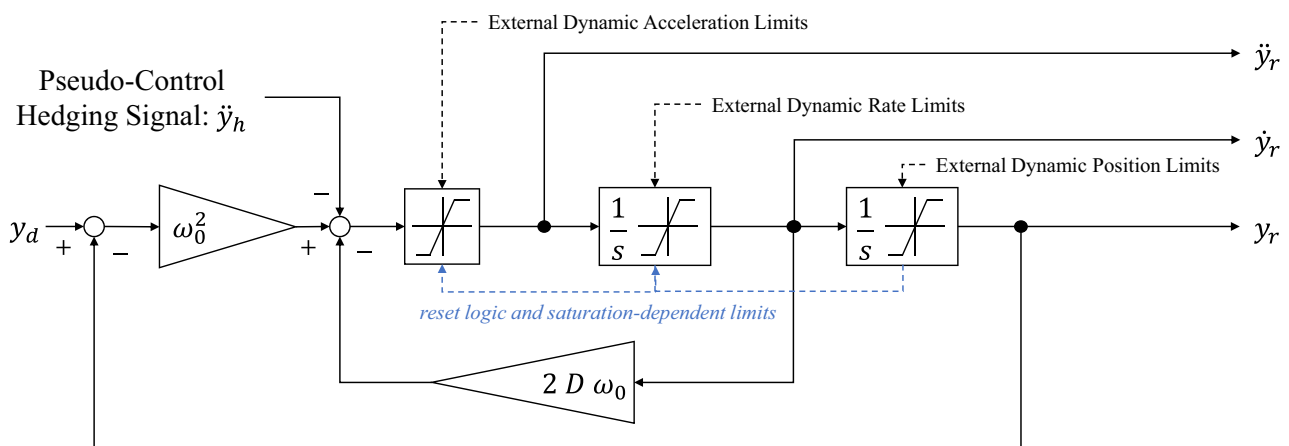 External Dynamic Acceleration Limits
ÿ_r
Pseudo-Control
Hedging Signal: ÿ_h
External Dynamic Rate Limits
ẏ_r
External Dynamic Position Limits
y_d
+
−
ω_0^2
+
−
−
1/s
1/s
y_r
reset logic and saturation-dependent limits
2 D ω_0